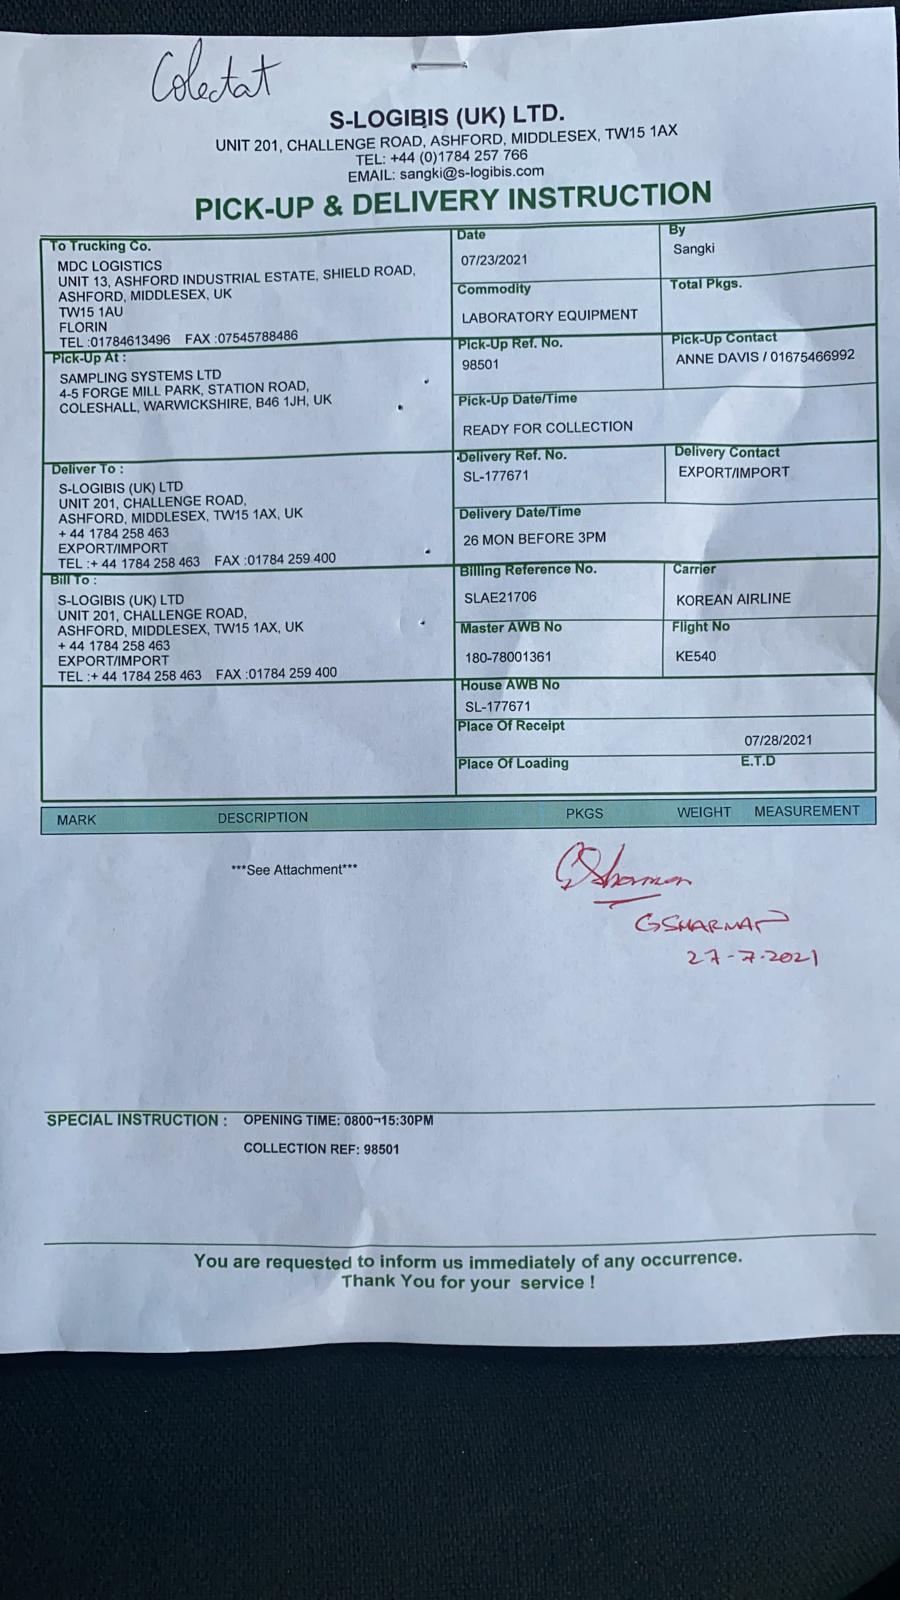 Colectat
S-LOGIBIS (UK) LTD.
UNIT 201, CHALLENGE ROAD, ASHFORD, MIDDLESEX, TW15 1AX
TEL: +44 (0)1784 257 766
EMAIL: sangki@s-logibis.com
PICK-UP & DELIVERY INSTRUCTION
To Trucking Co.
MDC LOGISTICS
UNIT 13, ASHFORD INDUSTRIAL ESTATE, SHIELD ROAD,
ASHFORD, MIDDLESEX, UK
TW15 1AU
FLORIN
TEL :01784613496 FAX :07545788486
Date
07/23/2021
By
Sangki
Commodity
LABORATORY EQUIPMENT
Total Pkgs.
Pick-Up At :
SAMPLING SYSTEMS LTD
4-5 FORGE MILL PARK, STATION ROAD,
COLESHALL, WARWICKSHIRE, B46 1JH, UK
Pick-Up Ref. No.
98501
Pick-Up Contact
ANNE DAVIS / 01675466992
Pick-Up Date/Time
READY FOR COLLECTION
Deliver To :
S-LOGIBIS (UK) LTD
UNIT 201, CHALLENGE ROAD,
ASHFORD, MIDDLESEX, TW15 1AX, UK
+ 44 1784 258 463
EXPORT/IMPORT
TEL :+ 44 1784 258 463 FAX :01784 259 400
Delivery Ref. No.
SL-177671
Delivery Contact
EXPORT/IMPORT
Delivery Date/Time
26 MON BEFORE 3PM
Bill To :
S-LOGIBIS (UK) LTD
UNIT 201, CHALLENGE ROAD,
ASHFORD, MIDDLESEX, TW15 1AX, UK
+ 44 1784 258 463
EXPORT/IMPORT
TEL :+ 44 1784 258 463 FAX :01784 259 400
Billing Reference No.
SLAE21706
Carrier
KOREAN AIRLINE
Master AWB No
180-78001361
Flight No
KE540
House AWB No
SL-177671
Place Of Receipt
07/28/2021
Place Of Loading E.T.D
MARK DESCRIPTION PKGS WEIGHT MEASUREMENT
***See Attachment***
GSharman
GSHARMAN
27-7-2021
SPECIAL INSTRUCTION : OPENING TIME: 0800~15:30PM
COLLECTION REF: 98501
You are requested to inform us immediately of any occurrence.
Thank You for your service !